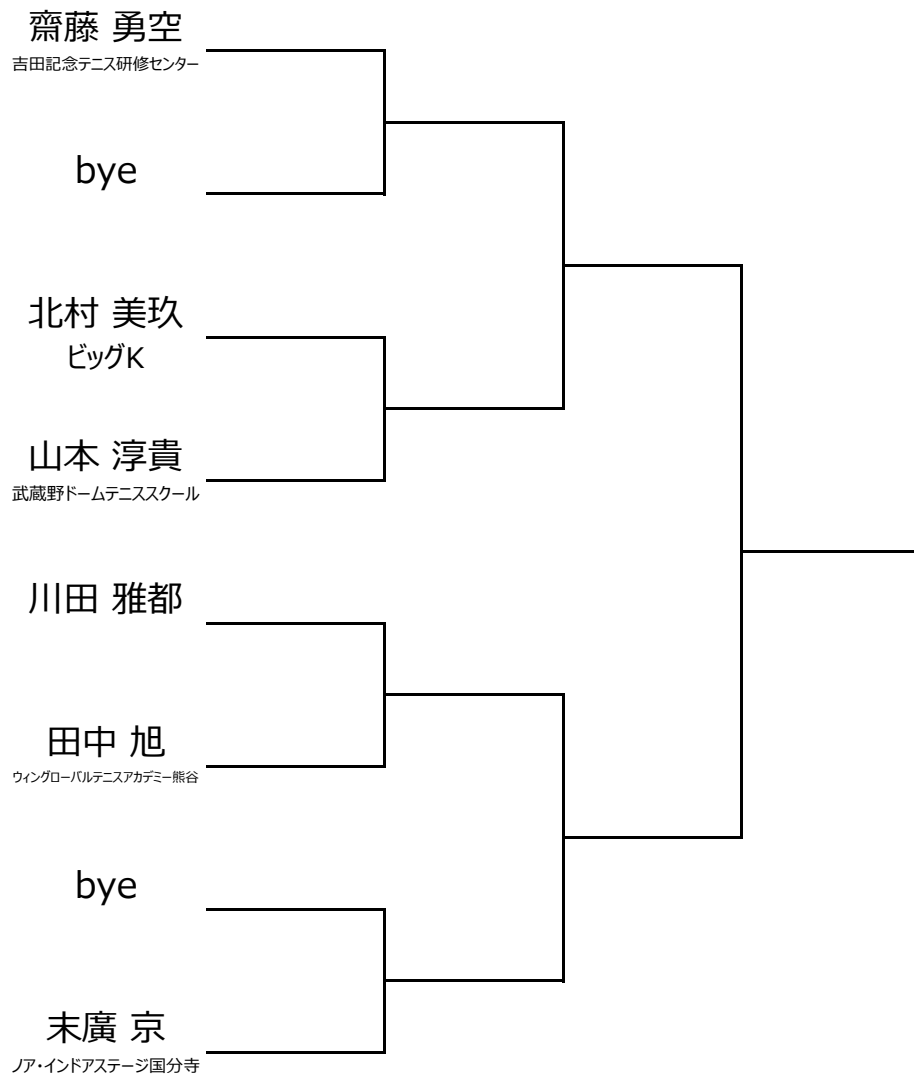 齋藤 勇空
吉田記念テニス研修センター
bye
北村 美玖
ビッグK
山本 淳貴
武蔵野ドームテニススクール
川田 雅都
田中 旭
ウィングローバルテニスアカデミー熊谷
bye
末廣 京
ノア・インドアステージ国分寺